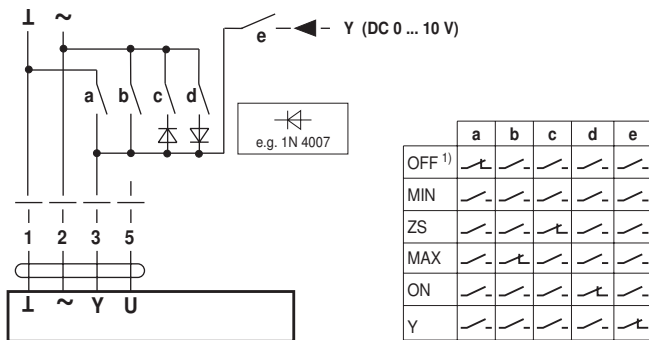 ⊥ ~
e Y (DC 0 ... 10 V)
a b c d
e.g. 1N 4007
1 2 3 5
⊥ ~ Y U
a b c d e
OFF 1)
MIN
ZS
MAX
ON
Y